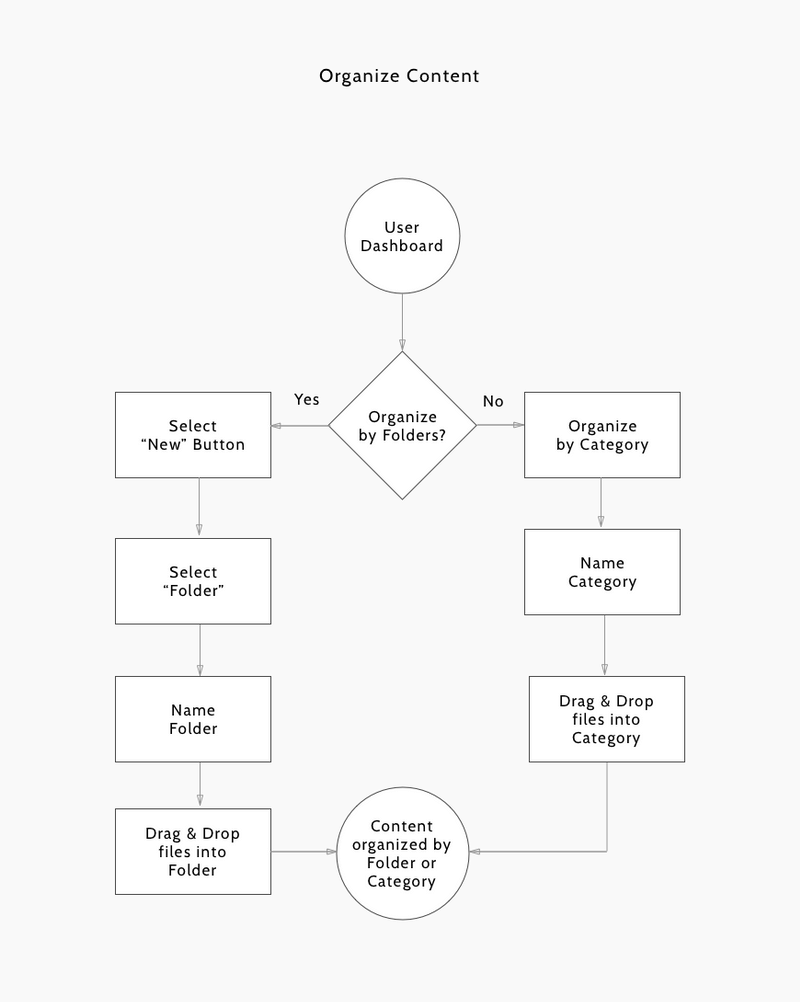 Organize Content
User
Dashboard
Yes
Organize
by Folders?
No
Select
“New” Button
Organize
by Category
Select
“Folder”
Name
Category
Name
Folder
Drag & Drop
files into
Category
Drag & Drop
files into
Folder
Content
organized by
Folder or
Category